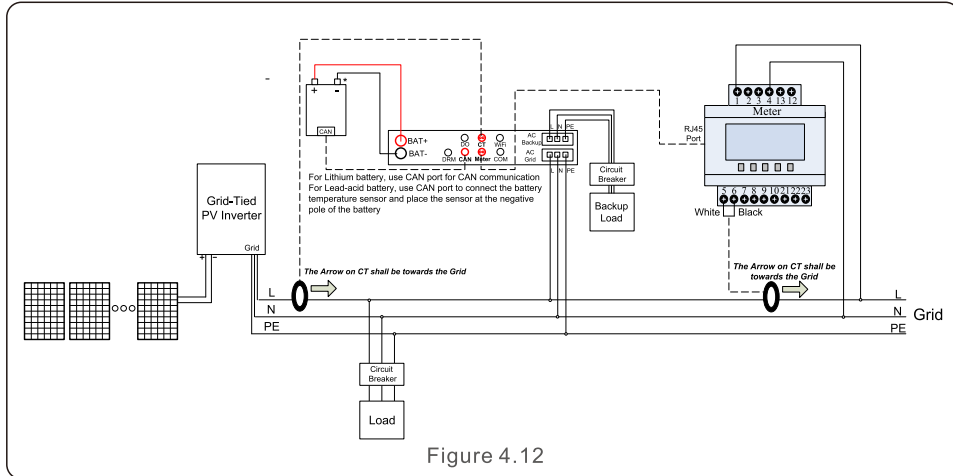 + - *
CAN
BAT+
BAT-
DO CT WiFi
DRM CAN Meter COM
L N PE
AC
Backup
AC
Grid
L N PE
For Lithium battery, use CAN port for CAN communication
For Lead-acid battery, use CAN port to connect the battery
temperature sensor and place the sensor at the negative
pole of the battery
Circuit
Breaker
Backup
Load
1 2 3 4 13 12
Meter
RJ45
Port
5 6 7 8 9 10 21 22 23
White Black
Grid-Tied
PV Inverter
Grid
+ -
The Arrow on CT shall be towards the Grid
The Arrow on CT shall be
towards the Grid
L
N
PE
L
N
PE
Grid
Circuit
Breaker
Load
Figure 4.12